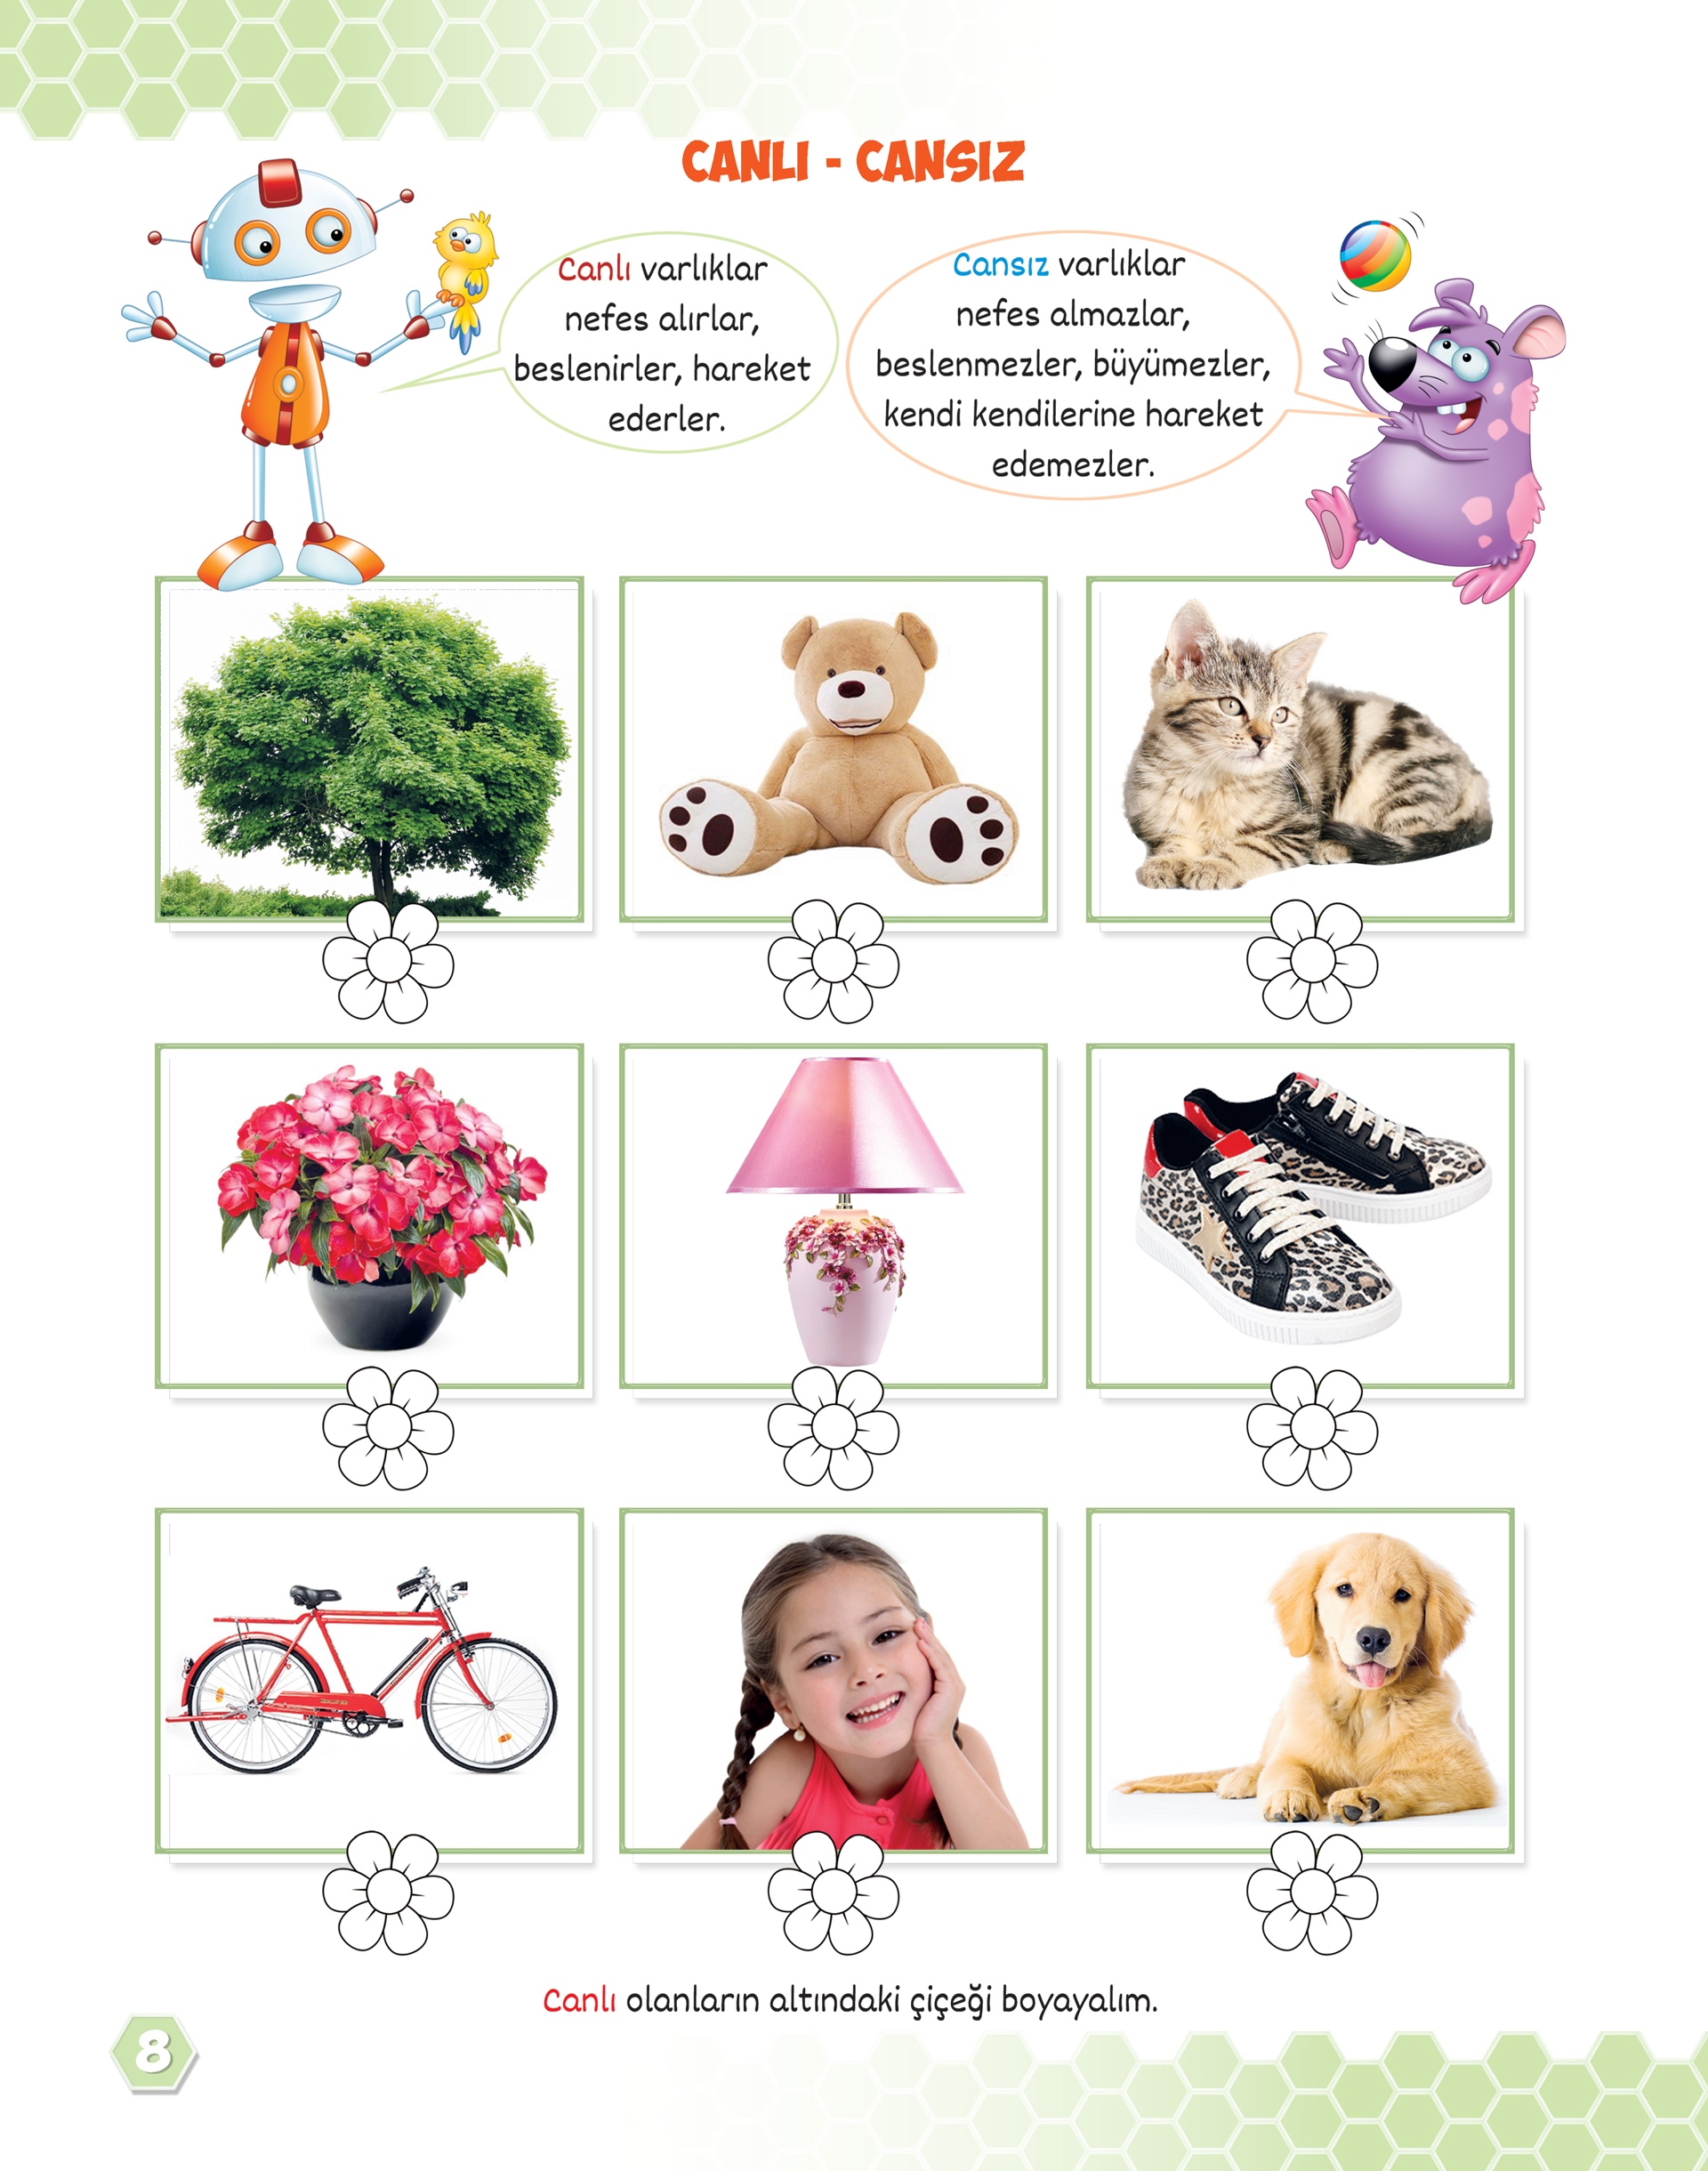 CANLI - CANSIZ
Canlı varlıklar
nefes alırlar,
beslenirler, hareket
ederler.
Cansız varlıklar
nefes almazlar,
beslenmezler, büyümezler,
kendi kendilerine hareket
edemezler.
Canlı olanların altındaki çiçeği boyayalım.
8